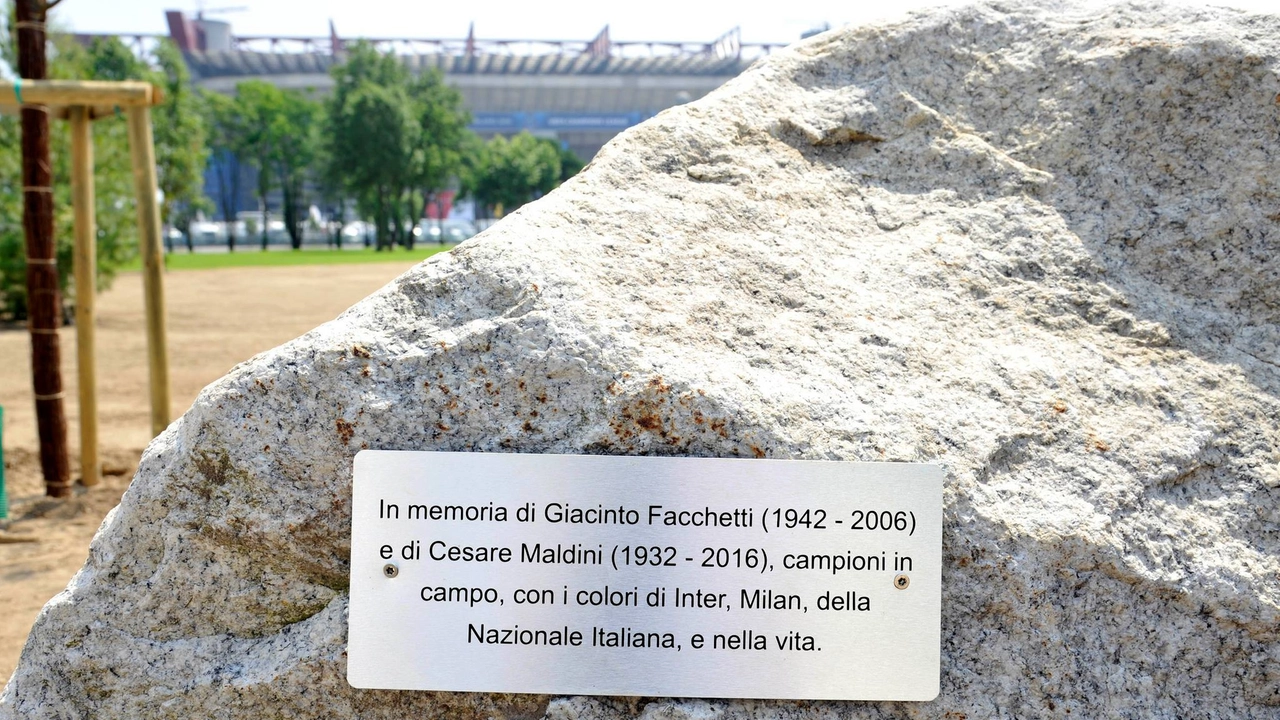 In memoria di Giacinto Facchetti (1942 - 2006)
e di Cesare Maldini (1932 - 2016), campioni in
campo, con i colori di Inter, Milan, della
Nazionale Italiana, e nella vita.